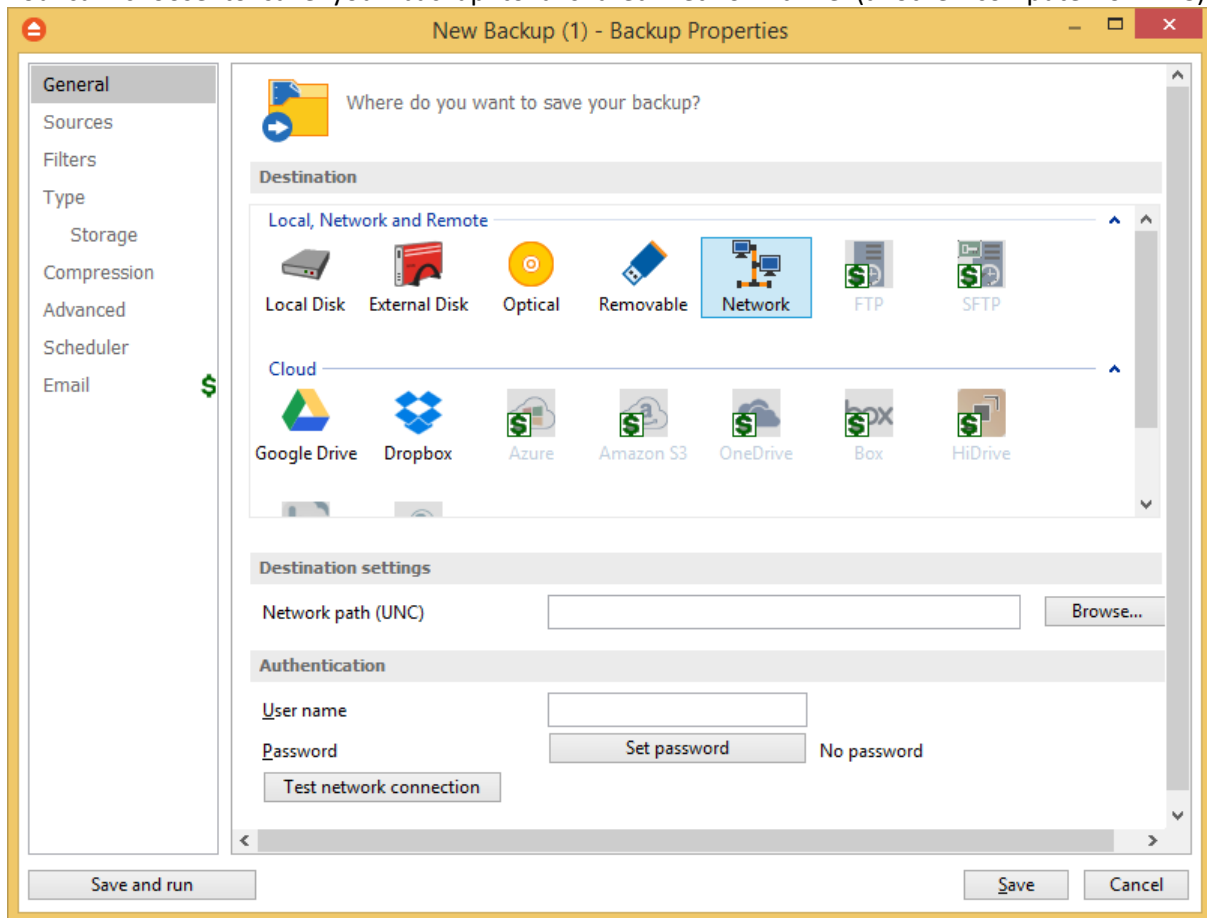 New Backup (1) - Backup Properties
General
Sources
Filters
Type
Storage
Compression
Advanced
Scheduler
Email $
Where do you want to save your backup?
Destination
Local, Network and Remote
Local Disk External Disk Optical Removable Network FTP SFTP
$ $
Cloud
Google Drive Dropbox Azure Amazon S3 OneDrive Box HiDrive
$ a $ $ box $ $
Destination settings
Network path (UNC) Browse...
Authentication
User name
Password Set password No password
Test network connection
Save and run Save Cancel